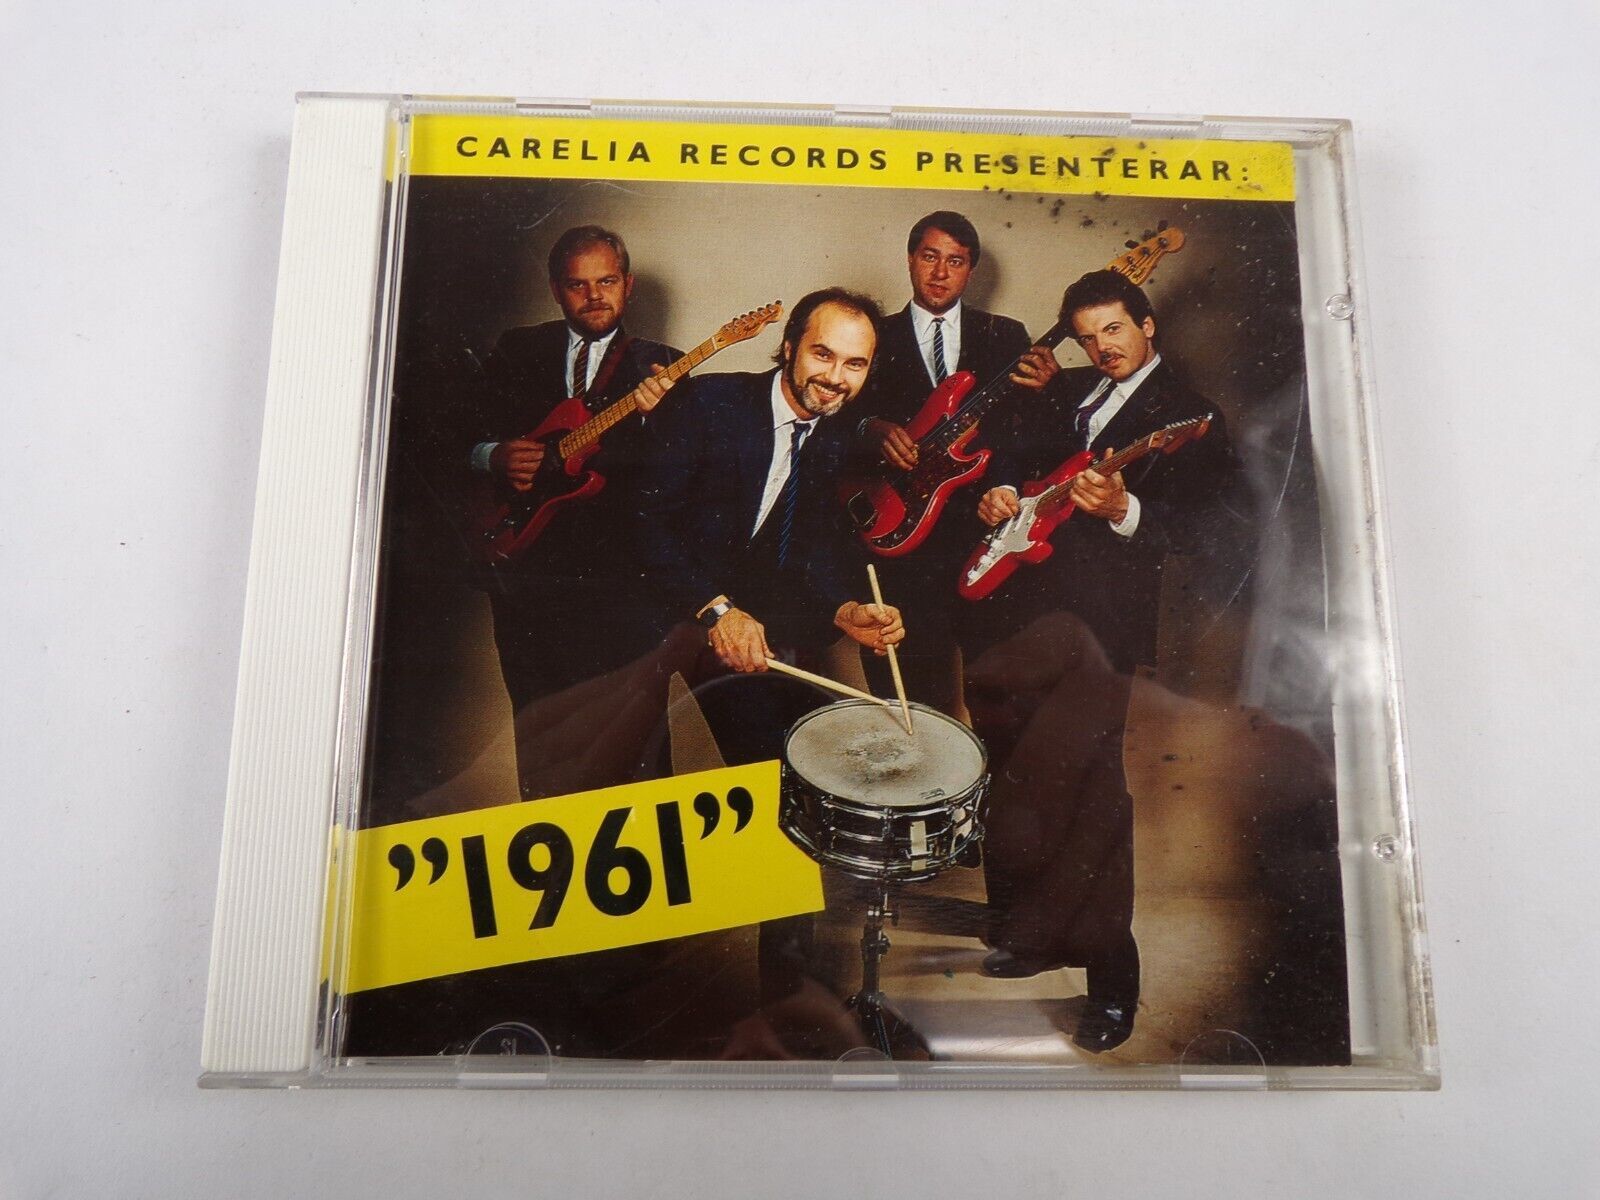 CARELIA RECORDS PRESENTERAR:
”1961”